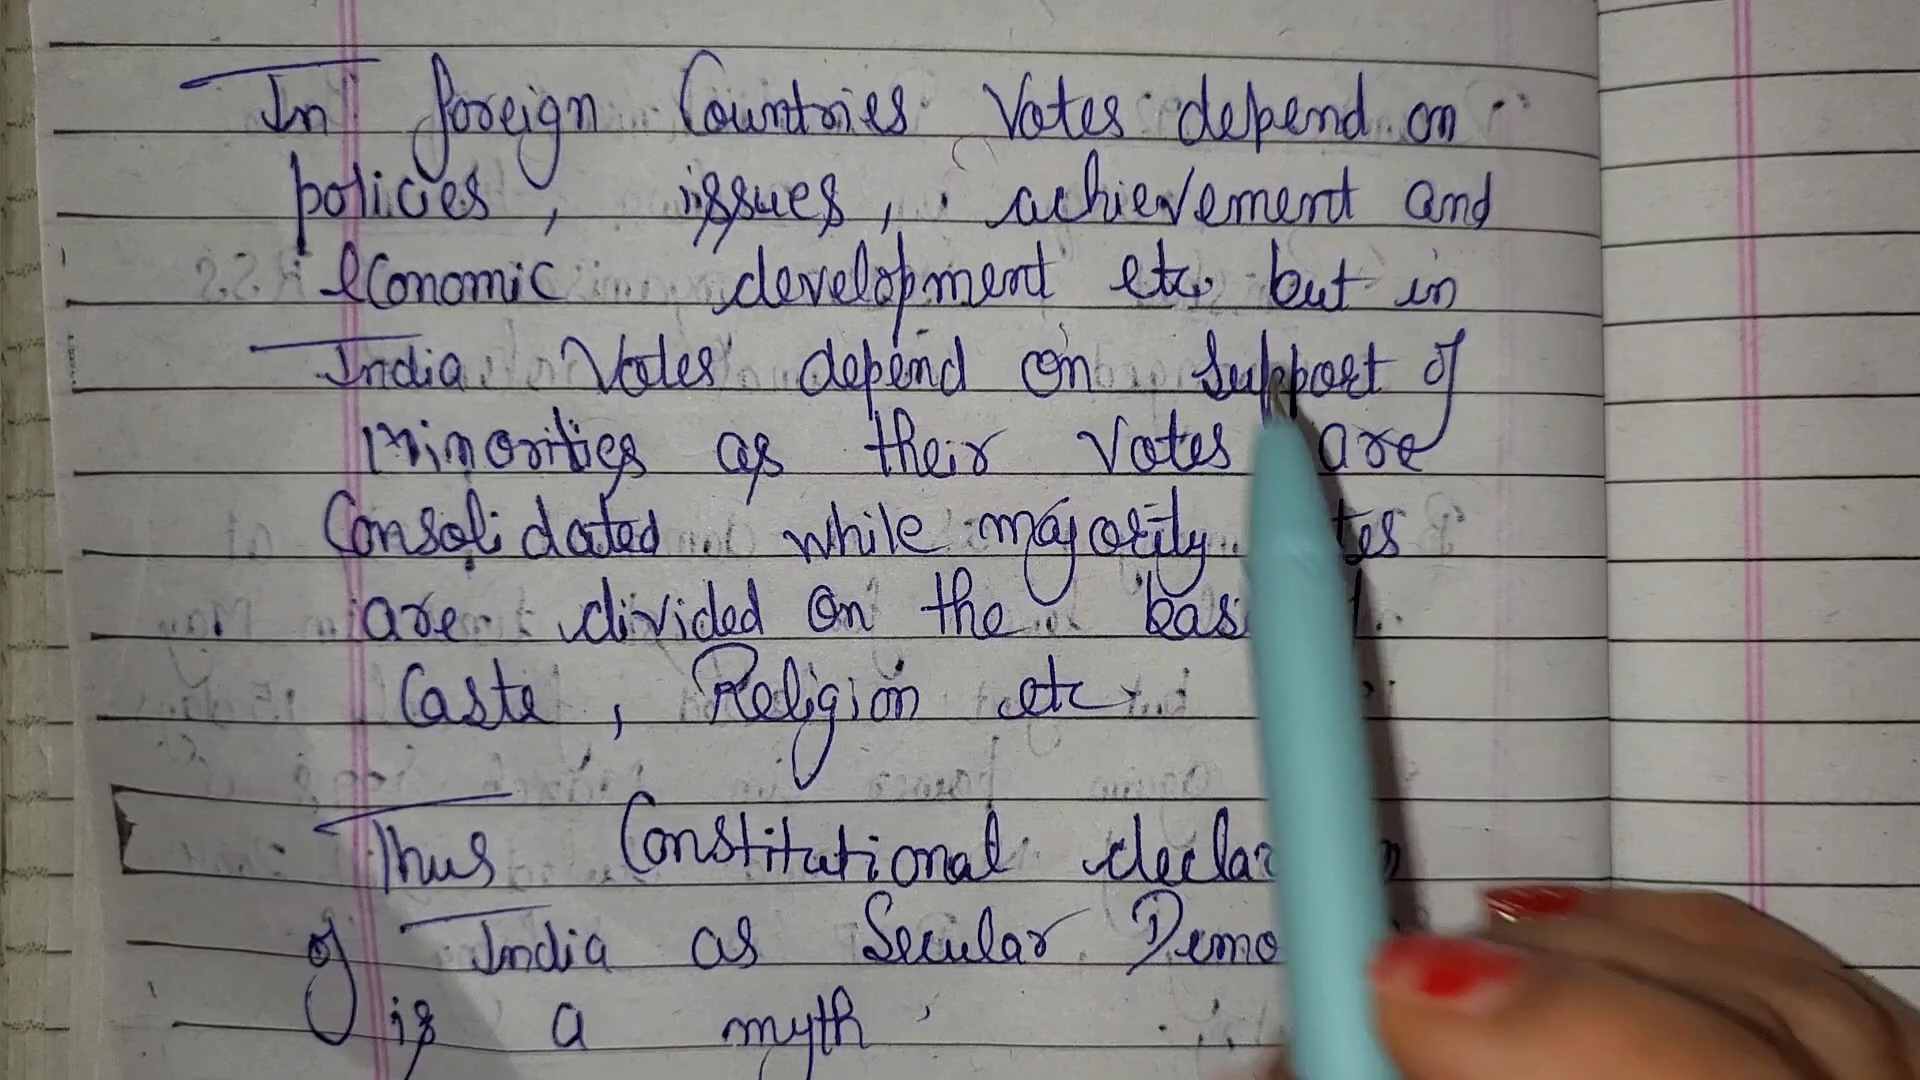 In foreign Countries Votes depend on
policies, issues, achievement and
economic development etc. but in
India Votes depend on support of
minorities as their Votes are
Consolidated while majority
are divided on the
Caste, Religion etc
Thus Constitutional
of India as Secular
is a myth